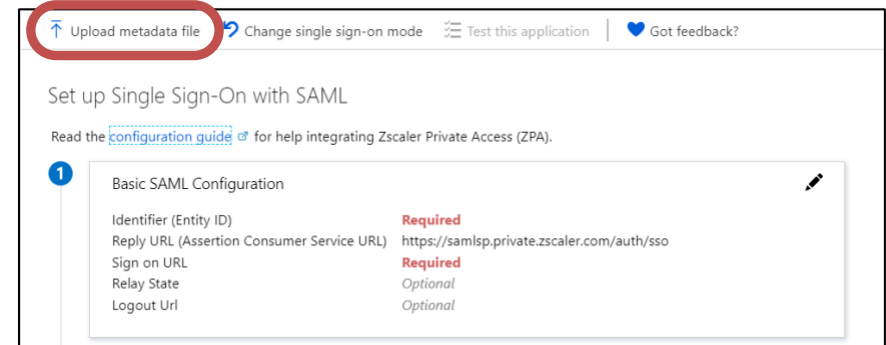 Upload metadata file Change single sign-on mode Test this application Got feedback?
Set up Single Sign-On with SAML
Read the configuration guide for help integrating Zscaler Private Access (ZPA).
1 Basic SAML Configuration
Identifier (Entity ID) Required
Reply URL (Assertion Consumer Service URL) https://samlsp.private.zscaler.com/auth/sso
Sign on URL Required
Relay State Optional
Logout Url Optional